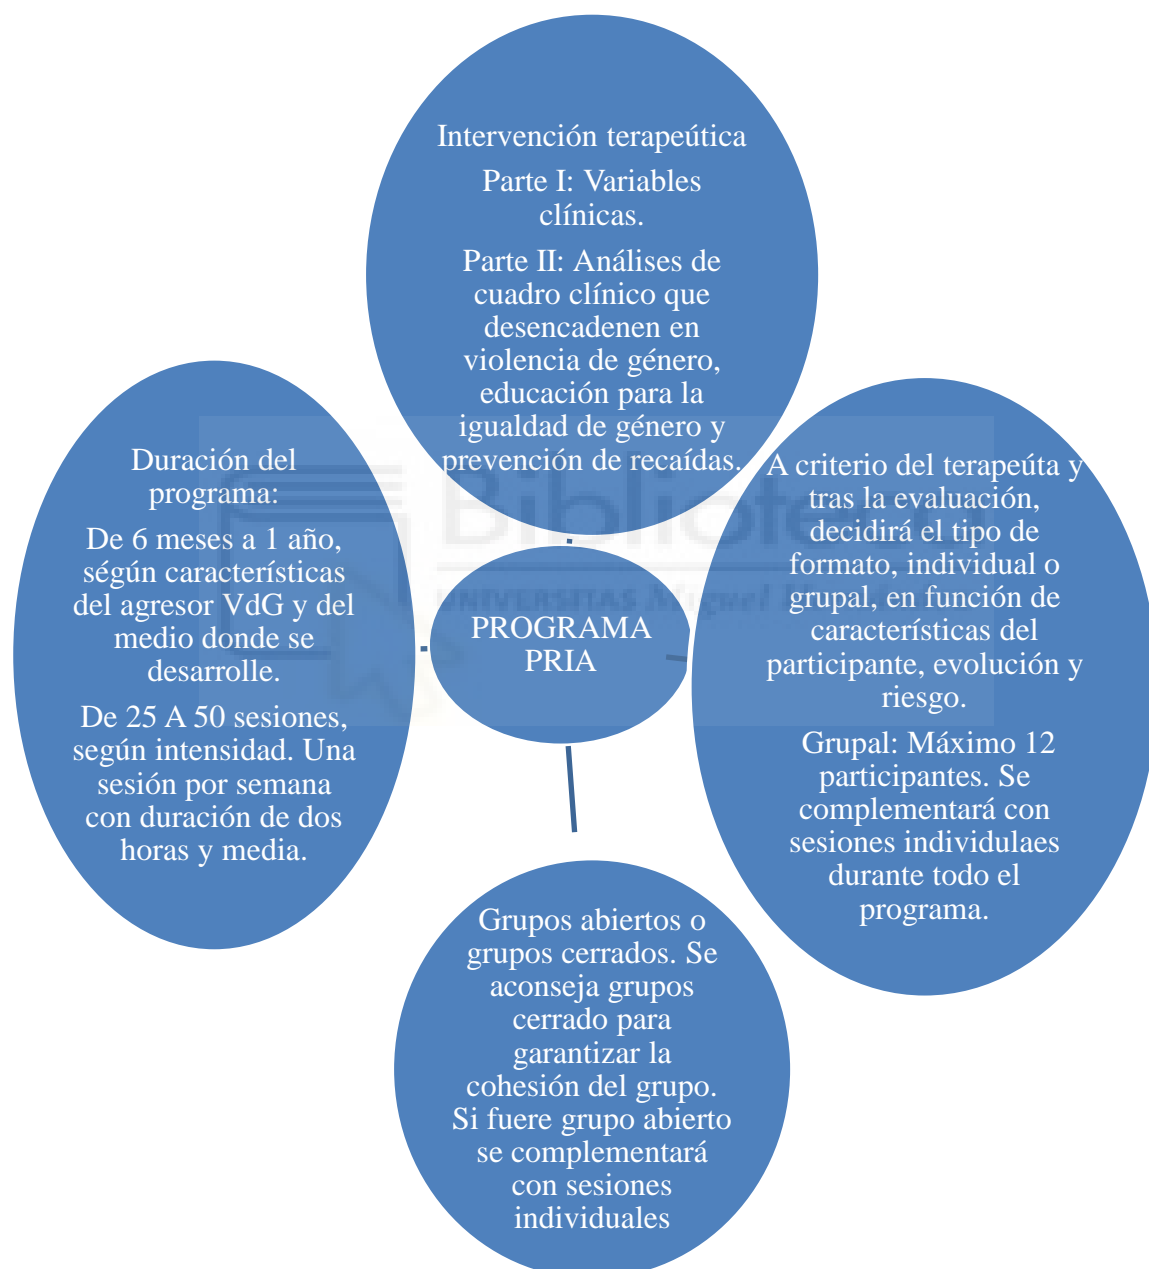 Intervención terapeútica
Parte I: Variables
clínicas.
Parte II: Análises de
cuadro clínico que
desencadenen en
violencia de género,
educación para la
igualdad de género y
prevención de recaídas.
Duración del
programa:
De 6 meses a 1 año,
ségún características
del agresor VdG y del
medio donde se
desarrolle.
De 25 A 50 sesiones,
según intensidad. Una
sesión por semana
con duración de dos
horas y media.
PROGRAMA
PRIA
A criterio del terapeúta y
tras la evaluación,
decidirá el tipo de
formato, individual o
grupal, en función de
características del
participante, evolución y
riesgo.
Grupal: Máximo 12
participantes. Se
complementará con
sesiones individulaes
durante todo el
programa.
Grupos abiertos o
grupos cerrados. Se
aconseja grupos
cerrado para
garantizar la
cohesión del grupo.
Si fuere grupo abierto
se complementará
con sesiones
individuales
Biblioteca
UNIVERSITAS Miguel